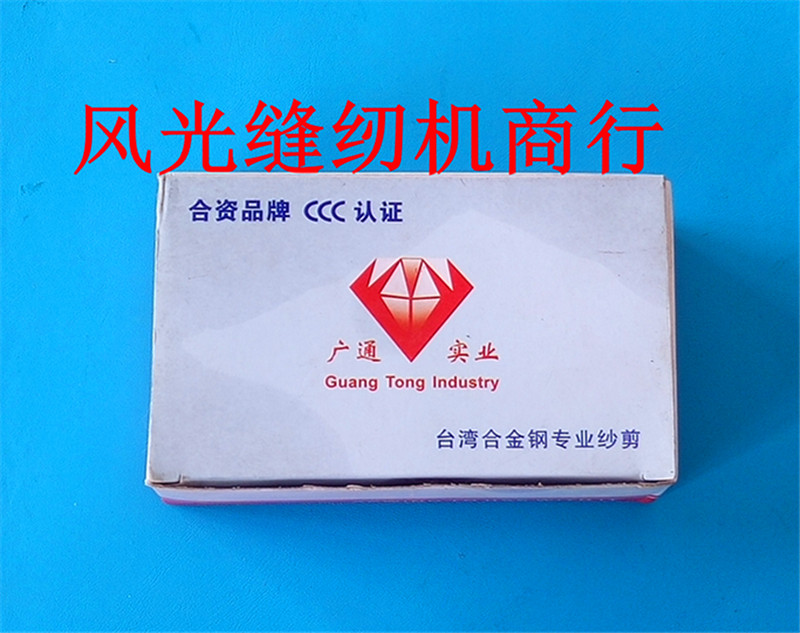 风光缝纫机商行
合资品牌 CCC 认证
广通 实业
Guang Tong Industry
台湾合金钢专业纱剪